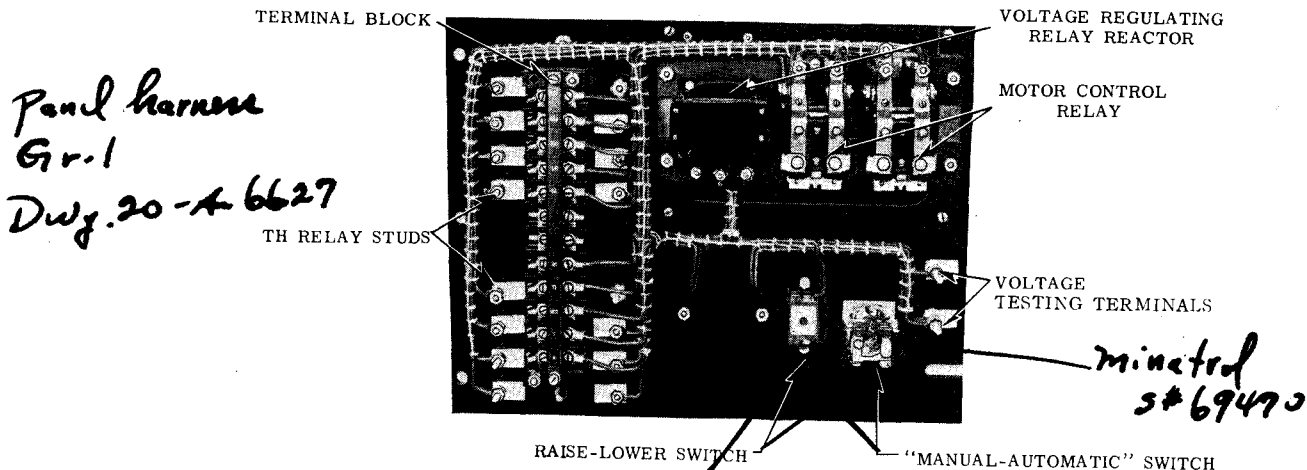 TERMINAL BLOCK
VOLTAGE REGULATING
RELAY REACTOR
Panel harness
Gr.1
Dwg. 20-A-6627
MOTOR CONTROL
RELAY
TH RELAY STUDS
VOLTAGE
TESTING TERMINALS
minatrol
s# 69470
RAISE-LOWER SWITCH
"MANUAL-AUTOMATIC" SWITCH